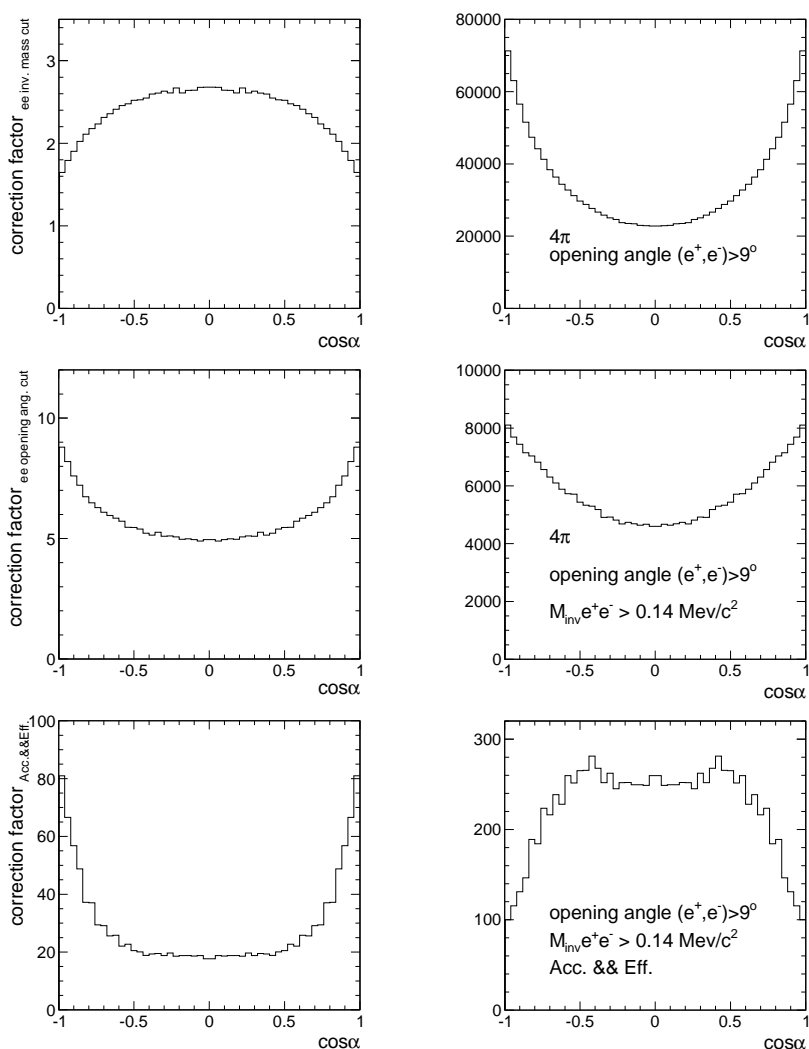 correction factor ee inv. mass cut
3
2
1
0
-1 -0.5 0 0.5 1
cosα
80000
60000
40000
20000
0
4π
opening angle (e⁺,e⁻)>9º
-1 -0.5 0 0.5 1
cosα
correction factor ee opening ang. cut
10
5
0
-1 -0.5 0 0.5 1
cosα
10000
8000
6000
4000
2000
0
4π
opening angle (e⁺,e⁻)>9º
Minve⁺e⁻ > 0.14 Mev/c²
-1 -0.5 0 0.5 1
cosα
correction factor Acc.&&Eff.
100
80
60
40
20
0
-1 -0.5 0 0.5 1
cosα
300
200
100
0
opening angle (e⁺,e⁻)>9º
Minve⁺e⁻ > 0.14 Mev/c²
Acc. && Eff.
-1 -0.5 0 0.5 1
cosα